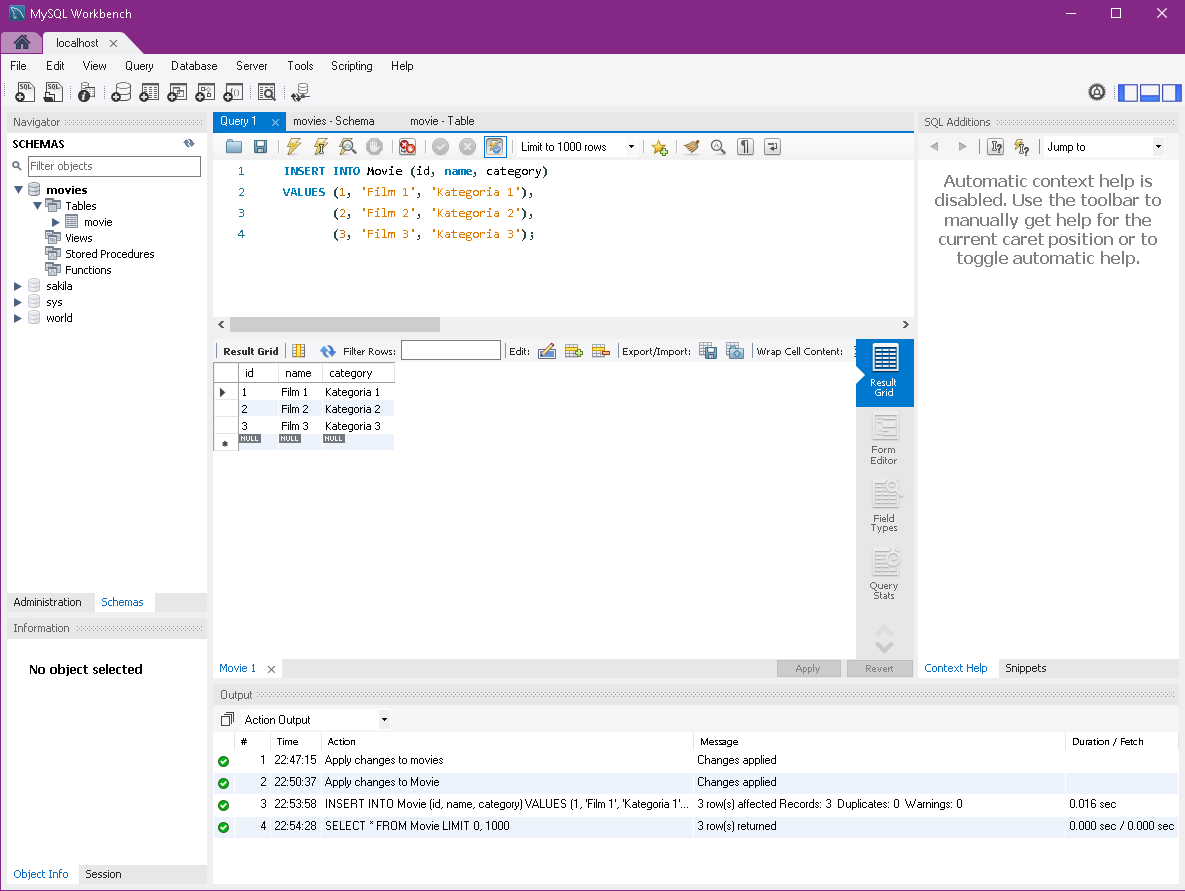 MySQL Workbench
localhost
File Edit View Query Database Server Tools Scripting Help
Navigator
SCHEMAS
Filter objects
movies
Tables
movie
Views
Stored Procedures
Functions
sakila
sys
world
Administration Schemas
Information
No object selected
Object Info Session
Query 1 movies - Schema movie - Table
Limit to 1000 rows
1 INSERT INTO Movie (id, name, category)
2 VALUES (1, 'Film 1', 'Kategoria 1'),
3 (2, 'Film 2', 'Kategoria 2'),
4 (3, 'Film 3', 'Kategoria 3');
Result Grid Filter Rows: Edit: Export/Import: Wrap Cell Content:
id name category
1 Film 1 Kategoria 1
2 Film 2 Kategoria 2
3 Film 3 Kategoria 3
NULL NULL NULL
Result
Grid
Form
Editor
Field
Types
Query
Stats
Movie 1 Apply Revert
SQL Additions
Jump to
Automatic context help is
disabled. Use the toolbar to
manually get help for the
current caret position or to
toggle automatic help.
Context Help Snippets
Output
Action Output
# Time Action Message Duration / Fetch
1 22:47:15 Apply changes to movies Changes applied
2 22:50:37 Apply changes to Movie Changes applied
3 22:53:58 INSERT INTO Movie (id, name, category) VALUES (1, 'Film 1', 'Kategoria 1'... 3 row(s) affected Records: 3 Duplicates: 0 Warnings: 0 0.016 sec
4 22:54:28 SELECT * FROM Movie LIMIT 0, 1000 3 row(s) returned 0.000 sec / 0.000 sec